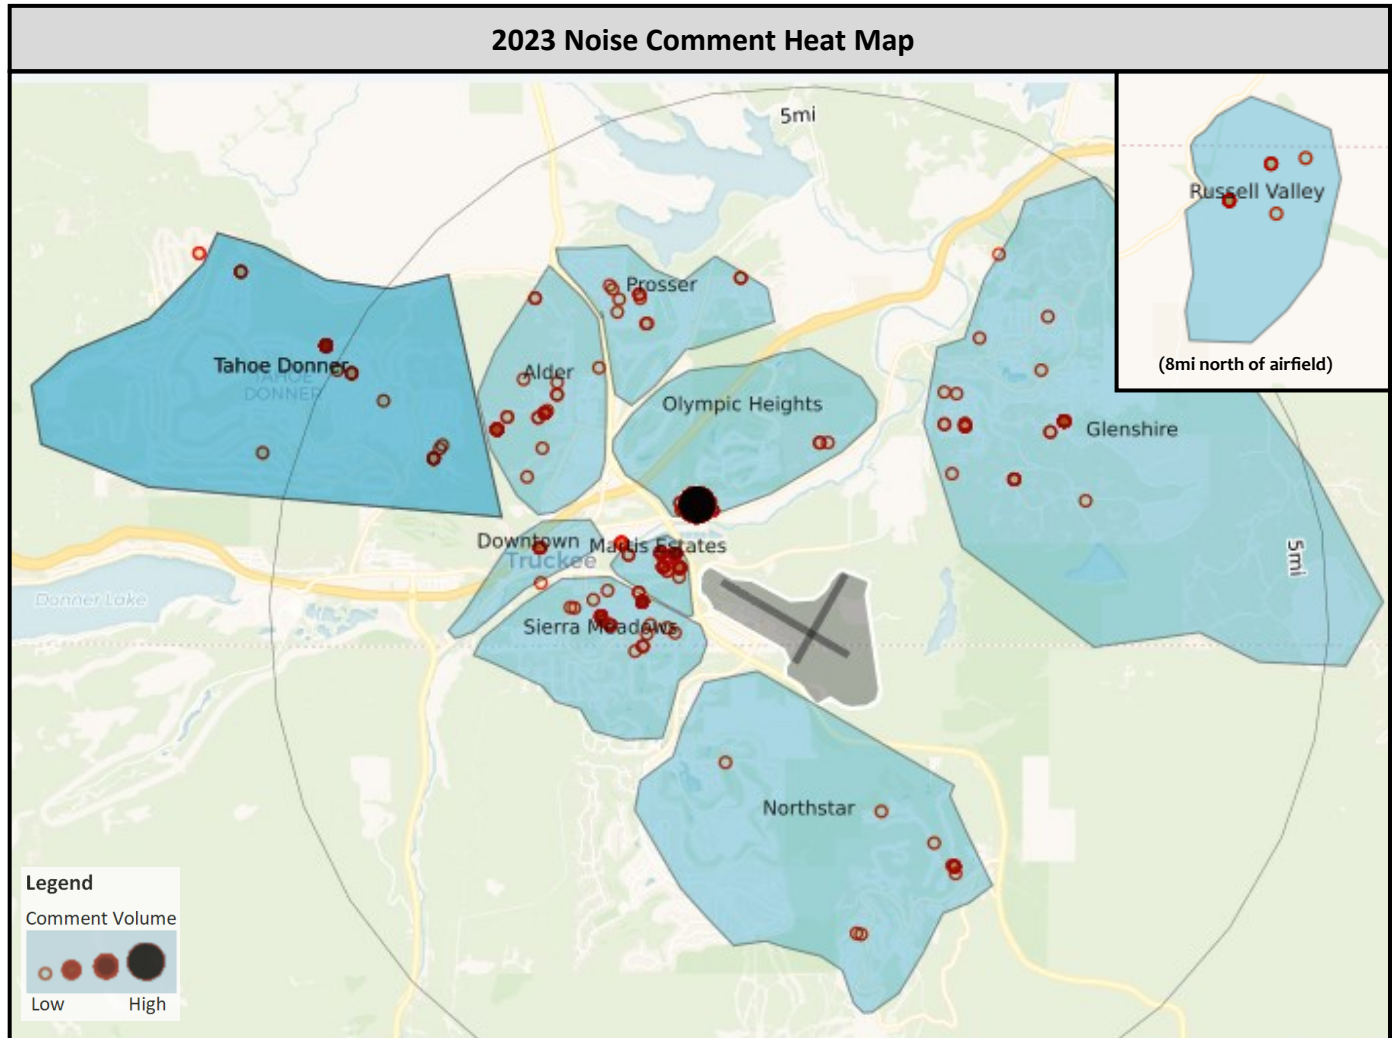 2023 Noise Comment Heat Map
5mi
Russell Valley
(8mi north of airfield)
Prosser
Tahoe Donner
TAHOE
DONNER
Alder
Olympic Heights
Glenshire
Downtown
Martis Estates
Truckee
5mi
Donner Lake
Sierra Meadows
Northstar
Legend
Comment Volume
Low High